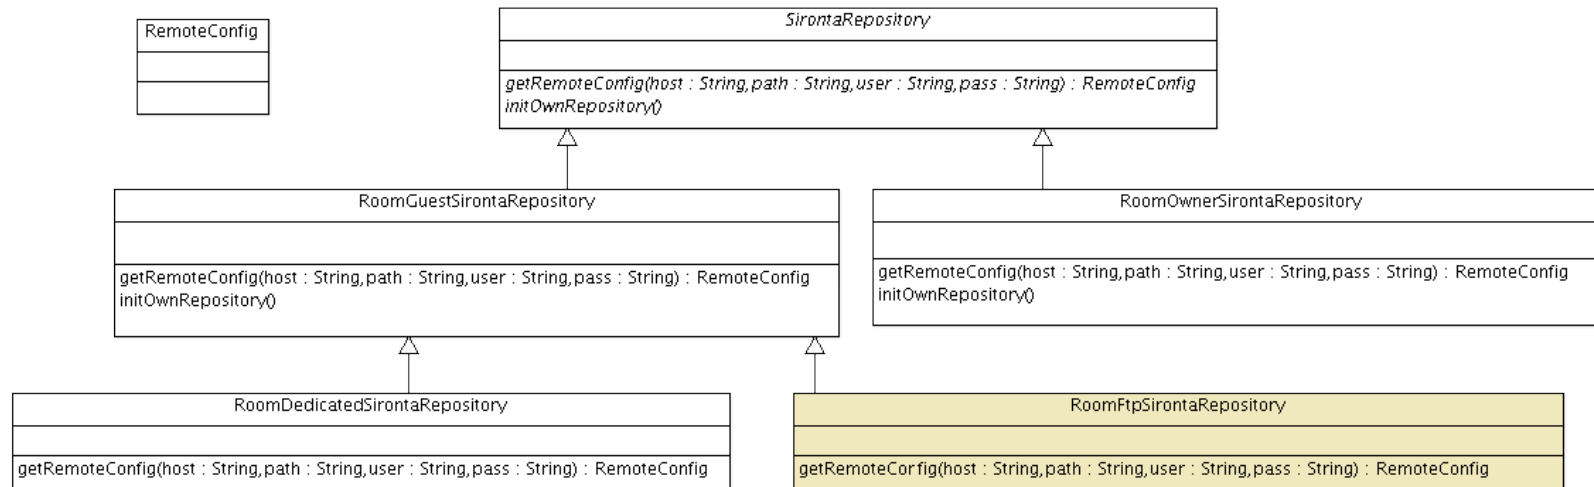 RemoteConfig
SirontaRepository
getRemoteConfig(host : String,path : String,user : String,pass : String) : RemoteConfig
initOwnRepository()
RoomGuestSirontaRepository
getRemoteConfig(host : String,path : String,user : String,pass : String) : RemoteConfig
initOwnRepository()
RoomOwnerSirontaRepository
getRemoteConfig(host : String,path : String,user : String,pass : String) : RemoteConfig
initOwnRepository()
RoomDedicatedSirontaRepository
getRemoteConfig(host : String,path : String,user : String,pass : String) : RemoteConfig
RoomFtpSirontaRepository
getRemoteCorfig(host : String,path : String,user : String,pass : String) : RemoteConfig